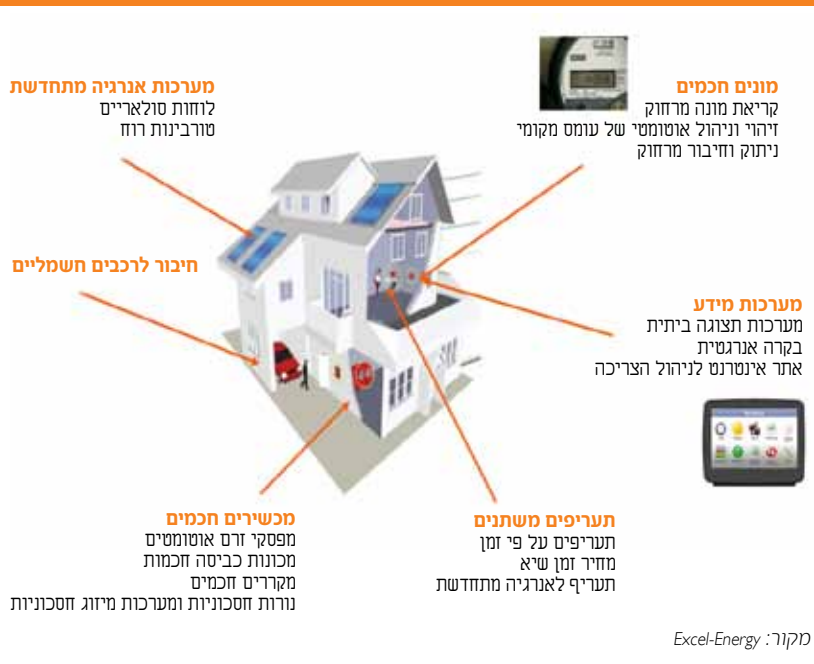 מונים חכמים
קריאת מונה מרחוק
זיהוי וניהול אוטומטי של עומס מקומי
ניתוק וחיבור מרחוק
מערכות אנרגיה מתחדשת
לוחות סולאריים
טורבינות רוח
חיבור לרכבים חשמליים
מערכות מידע
מערכות תצוגה ביתית
בקרה אנרגטית
אתר אינטרנט לניהול הצריכה
תעריפים משתנים
תעריפים על פי זמן
מחיר זמן שיא
תעריף לאנרגיה מתחדשת
מכשירים חכמים
מפסקי זרם אוטומטים
מכונות כביסה חכמות
מקררים חכמים
נורות חסכוניות ומערכות מיזוג חסכוניות
מקור: Excel-Energy